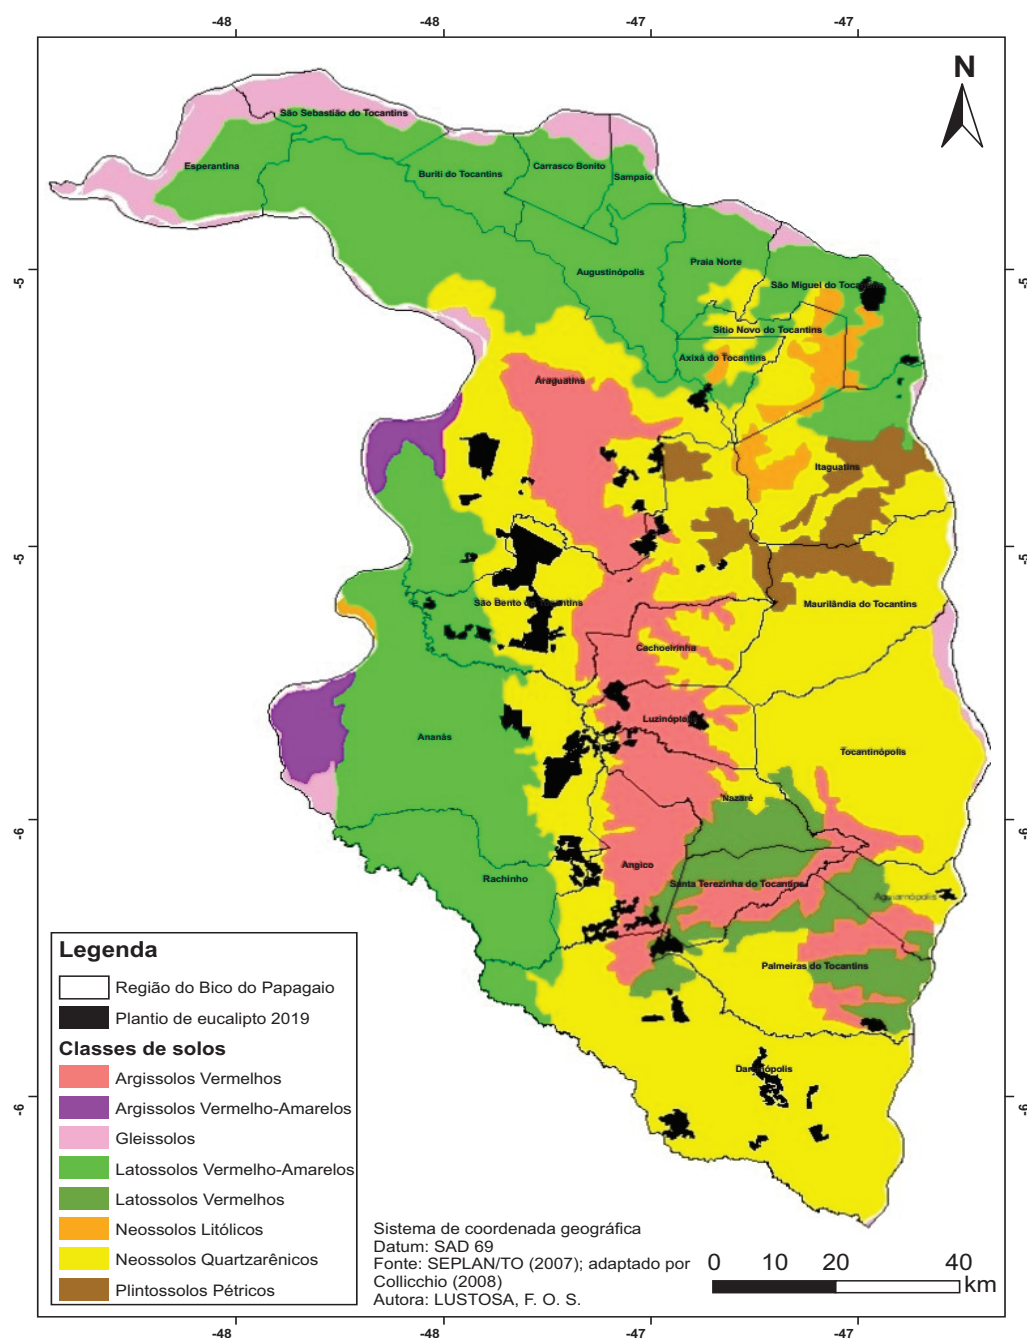 -48
-48
-47
-47
N
São Sebastião do Tocantins
Esperantina
Buriti do Tocantins
Carrasco Bonito
Sampaio
-5
-5
Augustinópolis
Praia Norte
São Miguel do Tocantins
Sítio Novo do Tocantins
Axixá do Tocantins
Araguatins
Itaguatins
-5
-5
São Bento do Tocantins
Maurilândia do Tocantins
Cachoeirinha
Luzinópolis
Ananás
Tocantinópolis
Nazaré
-6
-6
Angico
Rachinho
Santa Terezinha do Tocantins
Aguiarnópolis
Palmeiras do Tocantins
Darcinópolis
-6
-6
Legenda
Região do Bico do Papagaio
Plantio de eucalipto 2019
Classes de solos
Argissolos Vermelhos
Argissolos Vermelho-Amarelos
Gleissolos
Latossolos Vermelho-Amarelos
Latossolos Vermelhos
Neossolos Litólicos
Neossolos Quartzarênicos
Plintossolos Pétricos
Sistema de coordenada geográfica
Datum: SAD 69
Fonte: SEPLAN/TO (2007); adaptado por
Collicchio (2008)
Autora: LUSTOSA, F. O. S.
0 10 20 40
km
-48
-48
-47
-47